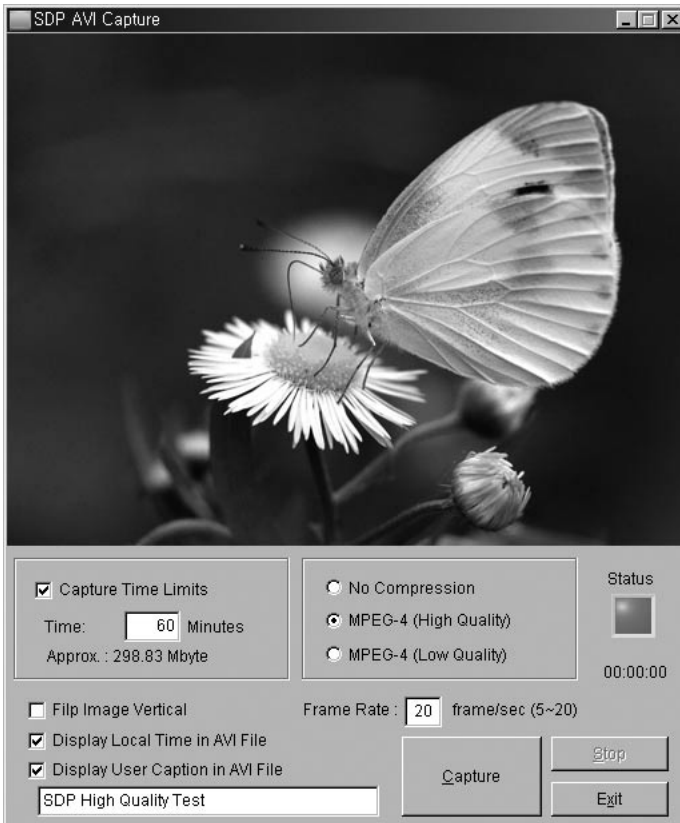 SDP AVI Capture
Capture Time Limits
Time: 60 Minutes
Approx. : 298.83 Mbyte
No Compression
MPEG-4 (High Quality)
MPEG-4 (Low Quality)
Status
00:00:00
Filp Image Vertical
Frame Rate : 20 frame/sec (5~20)
Display Local Time in AVI File
Display User Caption in AVI File
SDP High Quality Test
Capture
Stop
Exit